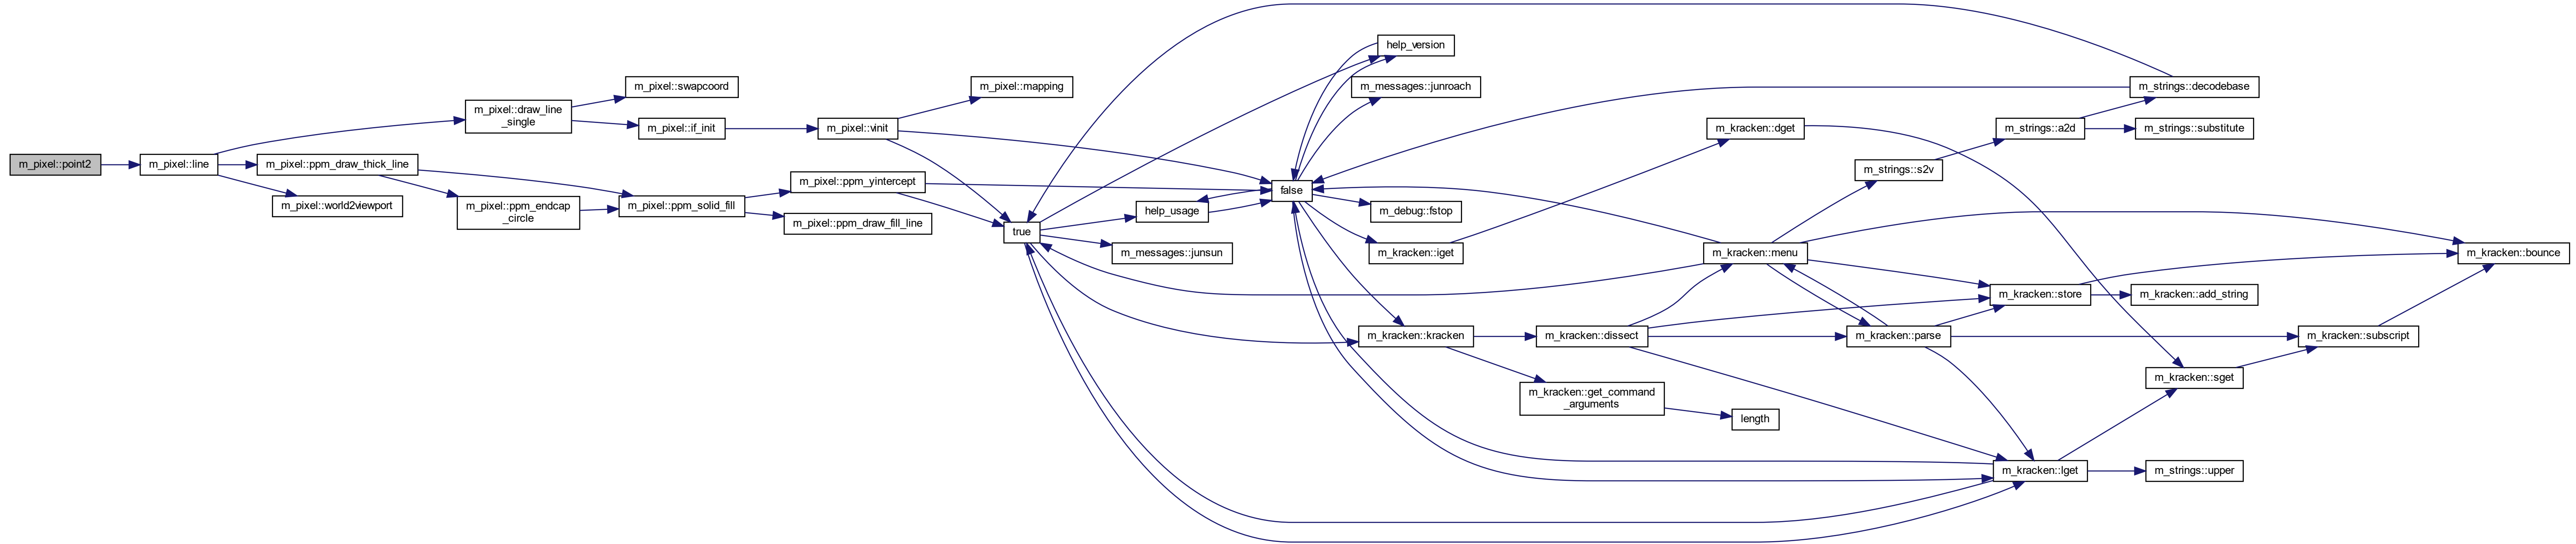 m_pixel::point2
m_pixel::line
m_pixel::draw_line
_single
m_pixel::ppm_draw_thick_line
m_pixel::world2viewport
m_pixel::swapcoord
m_pixel::if_init
m_pixel::ppm_endcap
_circle
m_pixel::ppm_solid_fill
m_pixel::vinit
m_pixel::ppm_yintercept
m_pixel::ppm_draw_fill_line
m_pixel::mapping
true
help_usage
m_messages::junsun
false
help_version
m_messages::junroach
m_debug::fstop
m_kracken::iget
m_kracken::kracken
m_kracken::dissect
m_kracken::get_command
_arguments
length
m_kracken::dget
m_kracken::menu
m_strings::s2v
m_kracken::parse
m_strings::a2d
m_kracken::store
m_kracken::lget
m_strings::decodebase
m_strings::substitute
m_kracken::add_string
m_kracken::sget
m_strings::upper
m_kracken::subscript
m_kracken::bounce